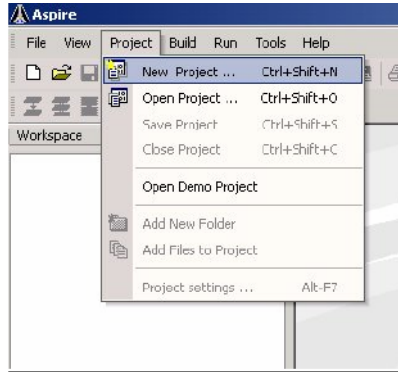 Aspire
File View Project Build Run Tools Help
New Project ... Ctrl+Shift+N
Open Project ... Ctrl+Shift+O
Save Project Ctrl+Shift+S
Close Project Ctrl+Shift+C
Open Demo Project
Add New Folder
Add Files to Project
Project settings ... Alt-F7
Workspace